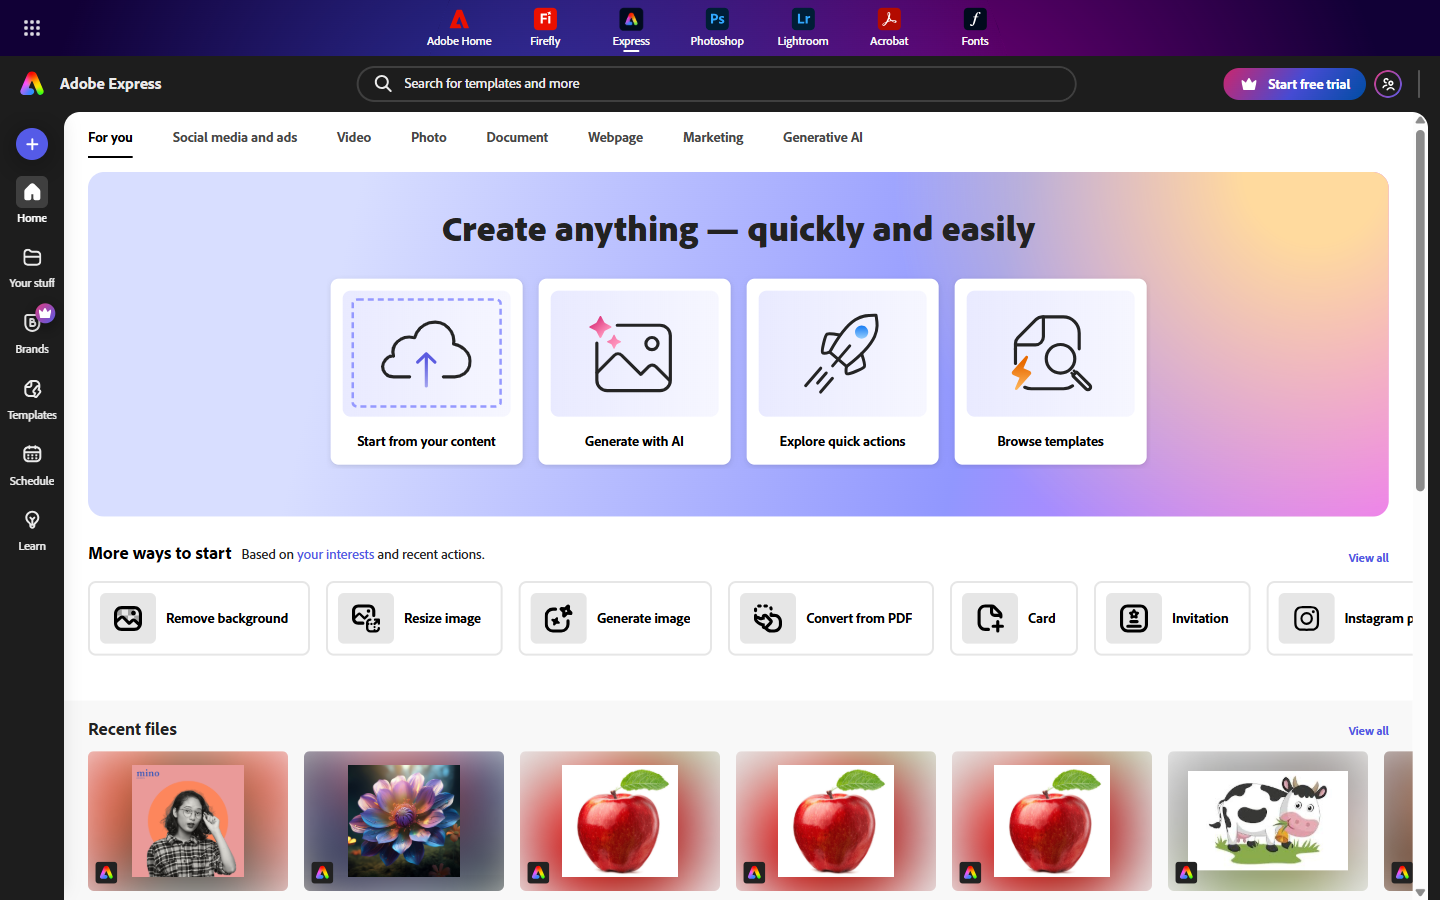 Adobe Home
Firefly
Express
Photoshop
Lightroom
Acrobat
Fonts
Adobe Express
Search for templates and more
Start free trial
For you
Social media and ads
Video
Photo
Document
Webpage
Marketing
Generative AI
Home
Your stuff
Brands
Templates
Schedule
Learn
Create anything — quickly and easily
Start from your content
Generate with AI
Explore quick actions
Browse templates
More ways to start
Based on your interests and recent actions.
View all
Remove background
Resize image
Generate image
Convert from PDF
Card
Invitation
Instagram p
Recent files
View all
mino